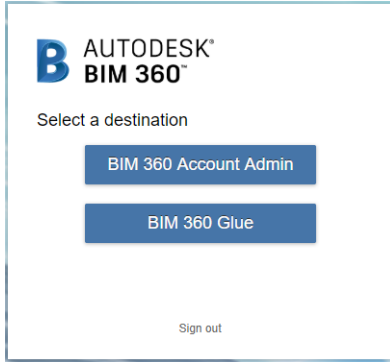 AUTODESK®
BIM 360™
Select a destination
BIM 360 Account Admin
BIM 360 Glue
Sign out